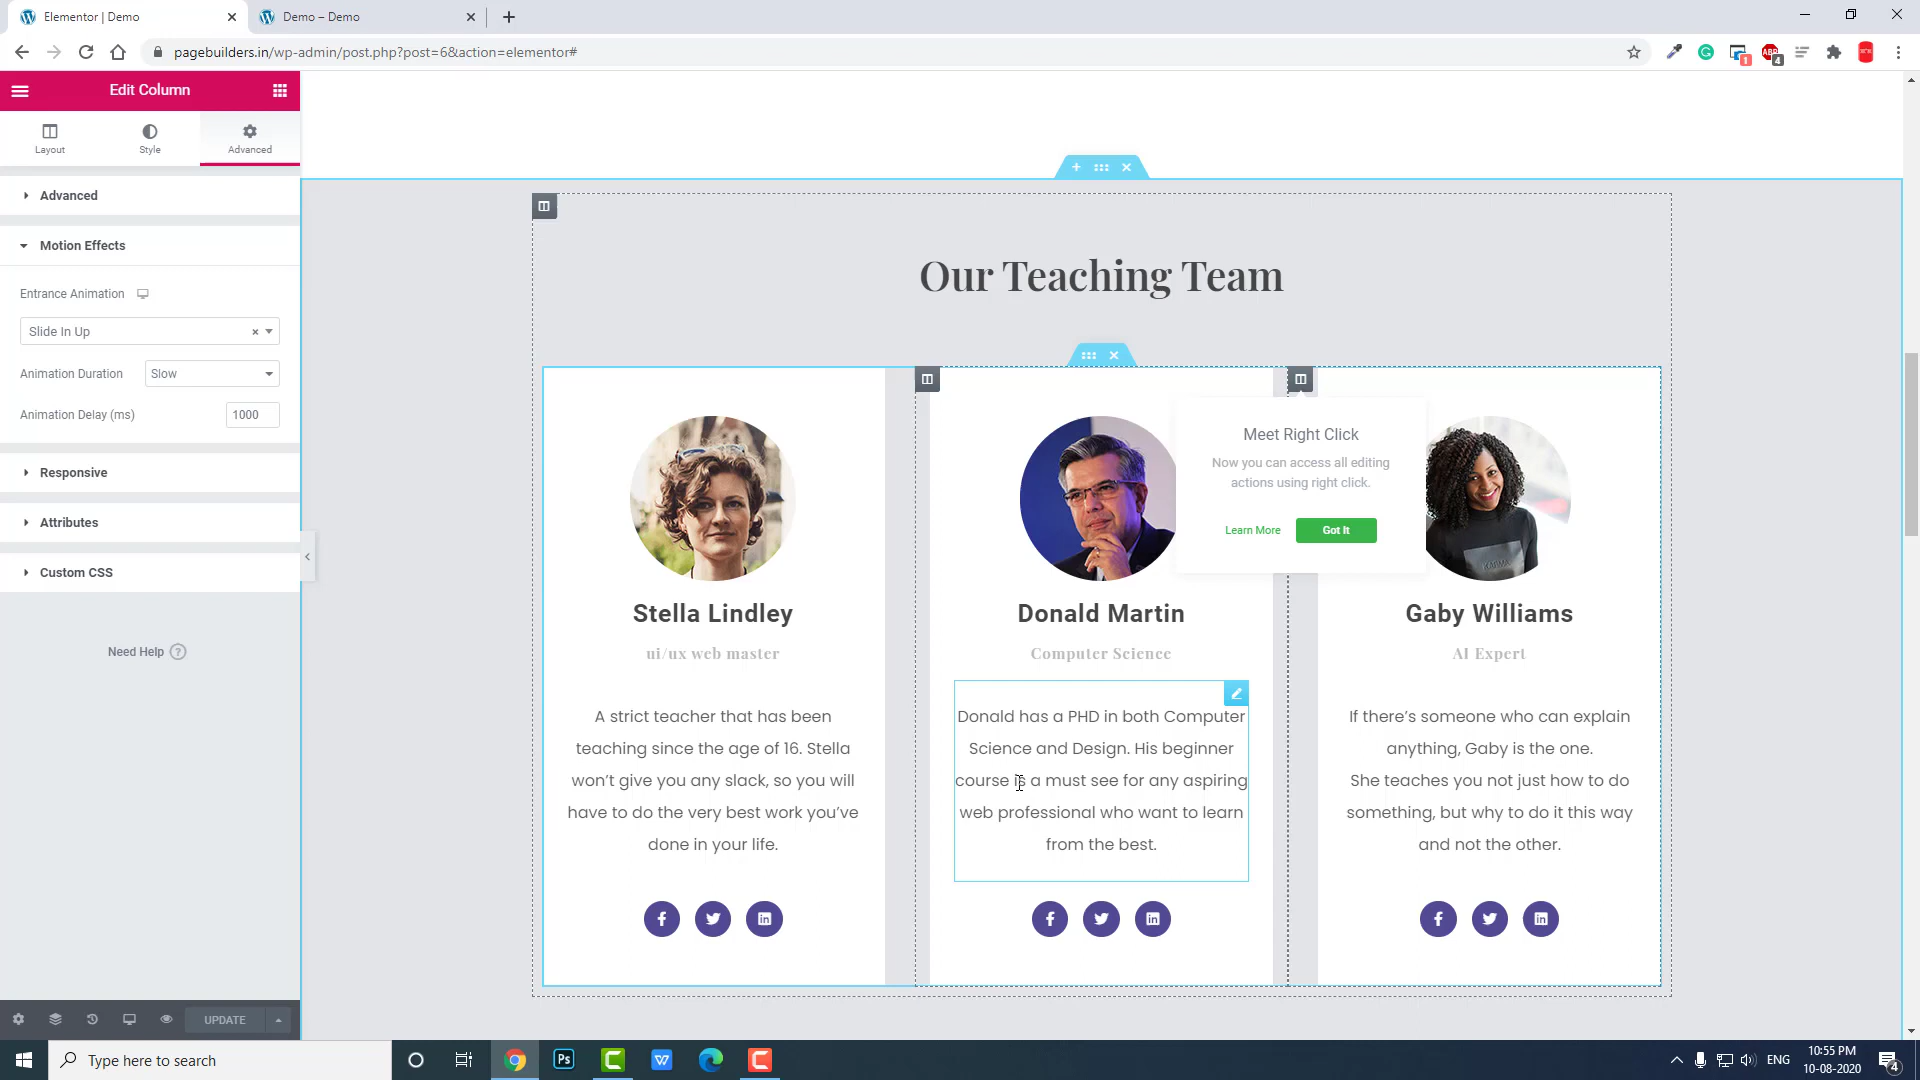 Elementor | Demo
Demo – Demo
pagebuilders.in/wp-admin/post.php?post=6&action=elementor#
1
ABP
4
Edit Column
Layout
Style
Advanced
Advanced
Motion Effects
Entrance Animation
Slide In Up
Animation Duration
Slow
Animation Delay (ms)
1000
Responsive
Attributes
Custom CSS
Need Help ?
UPDATE
Our Teaching Team
Meet Right Click
Now you can access all editing
actions using right click.
Learn More
Got It
Stella Lindley
ui/ux web master
A strict teacher that has been
teaching since the age of 16. Stella
won’t give you any slack, so you will
have to do the very best work you’ve
done in your life.
Donald Martin
Computer Science
Donald has a PHD in both Computer
Science and Design. His beginner
course is a must see for any aspiring
web professional who want to learn
from the best.
Gaby Williams
AI Expert
If there’s someone who can explain
anything, Gaby is the one.
She teaches you not just how to do
something, but why to do it this way
and not the other.
Type here to search
Ps
ENG
10:55 PM
10-08-2020
4